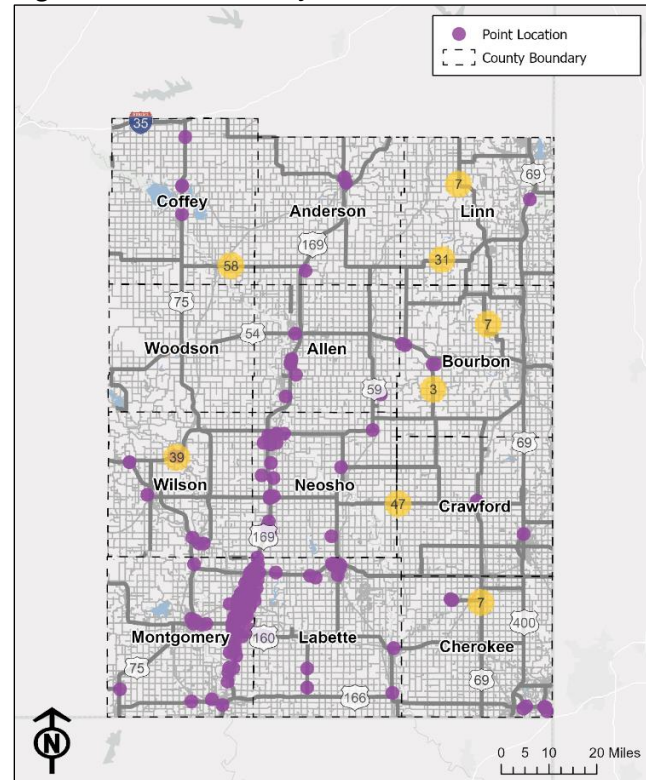 Point Location
County Boundary
35
69
7
Coffey
Anderson
Linn
169
31
58
75
7
54
Woodson
Allen
Bourbon
59
3
69
39
Wilson
Neosho
47
Crawford
169
7
Montgomery
160
Labette
Cherokee
400
75
69
166
N
0 5 10 20 Miles